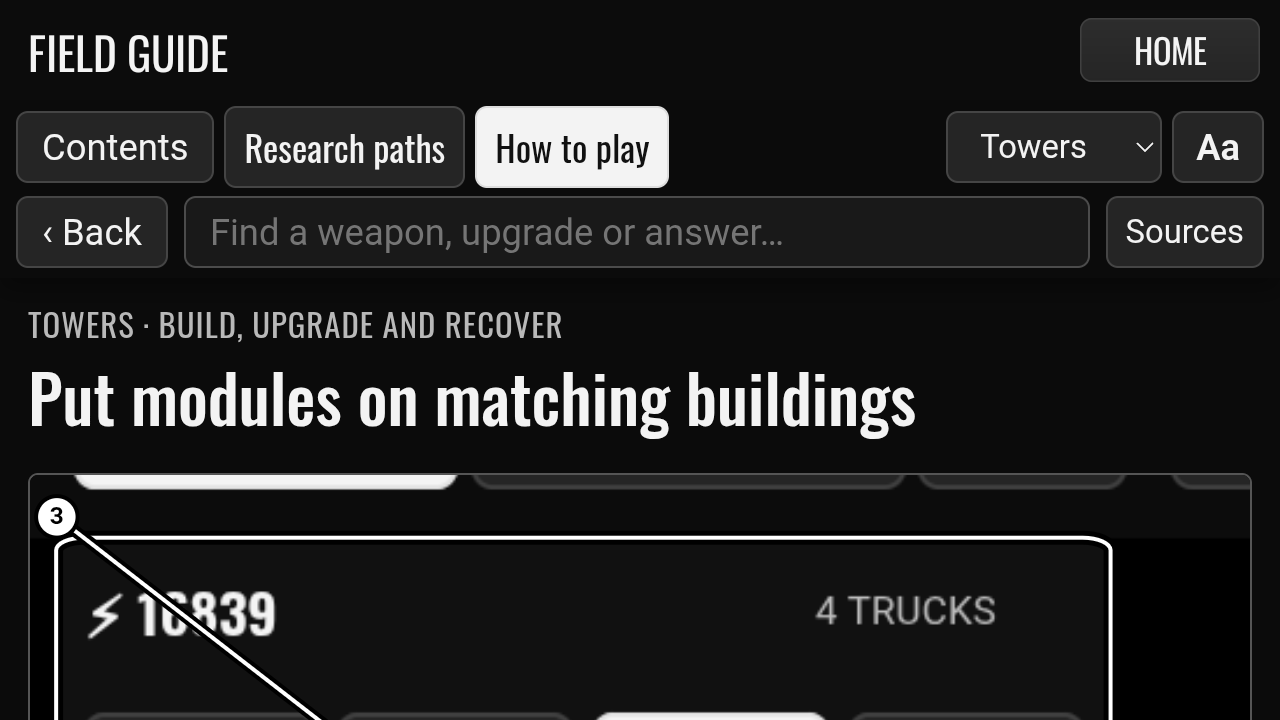 FIELD GUIDE
HOME
Contents
Research paths
How to play
Towers
Aa
‹ Back
Find a weapon, upgrade or answer…
Sources
TOWERS · BUILD, UPGRADE AND RECOVER
Put modules on matching buildings
3
⚡ 16839
4 TRUCKS